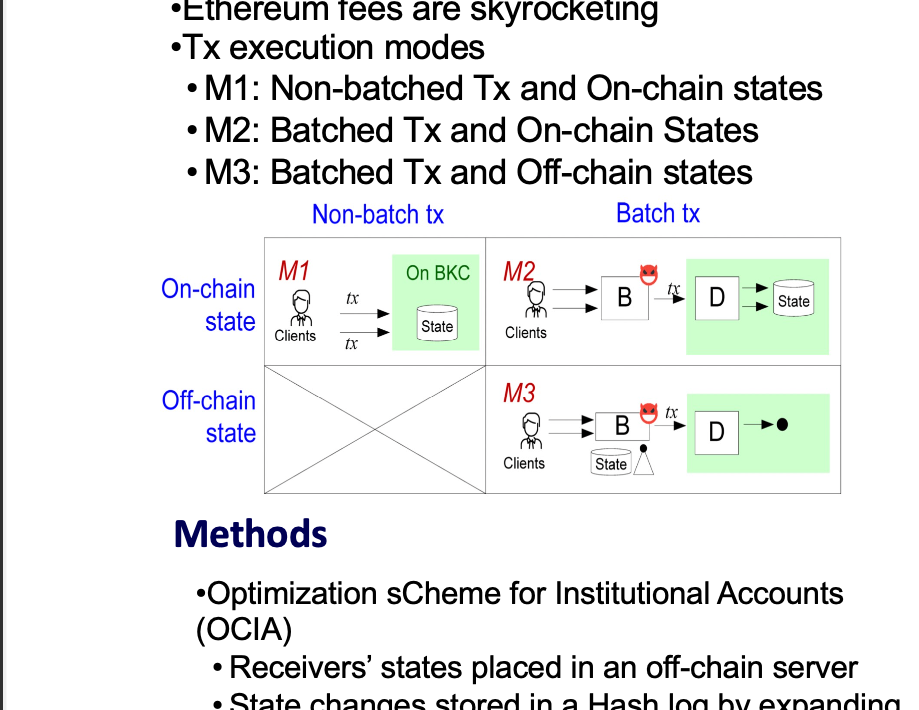 •Ethereum fees are skyrocketing
•Tx execution modes
• M1: Non-batched Tx and On-chain states
• M2: Batched Tx and On-chain States
• M3: Batched Tx and Off-chain states
Non-batch tx
Batch tx
On-chain
state
M1
Clients
tx
tx
On BKC
State
M2
Clients
B
tx
D
State
Off-chain
state
M3
Clients
B
State
tx
D
Methods
•Optimization sCheme for Institutional Accounts
(OCIA)
• Receivers’ states placed in an off-chain server
• State changes stored in a Hash log by expanding